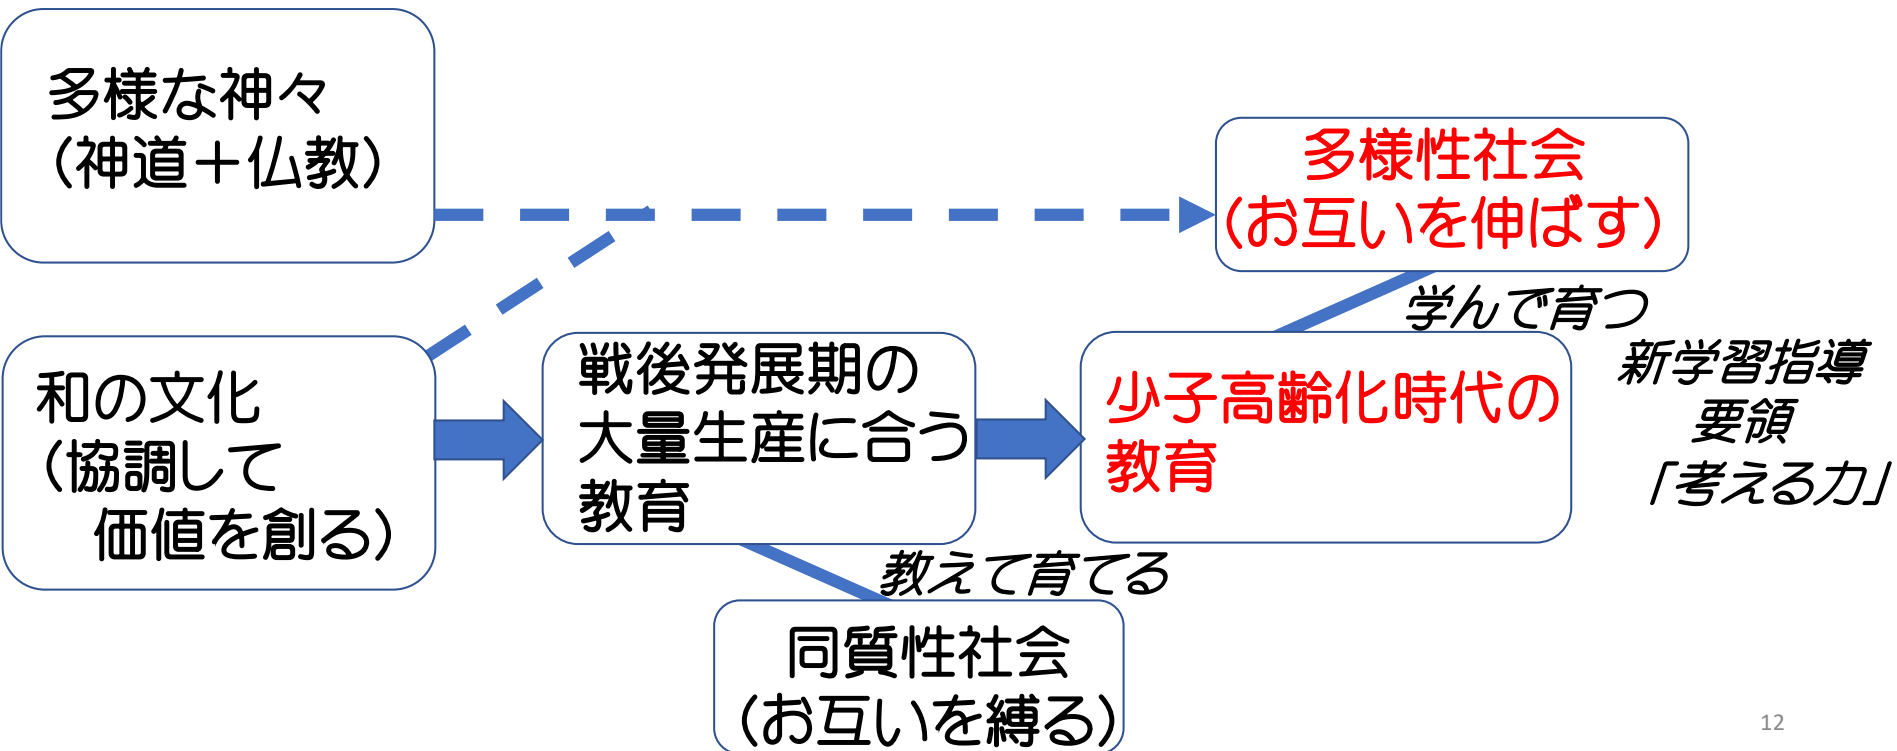 多様な神々
（神道＋仏教）
多様性社会
（お互いを伸ばす）
学んで育つ
和の文化
（協調して
価値を創る）
戦後発展期の
大量生産に合う
教育
少子高齢化時代の
教育
新学習指導
要領
「考える力」
教えて育てる
同質性社会
（お互いを縛る）
12